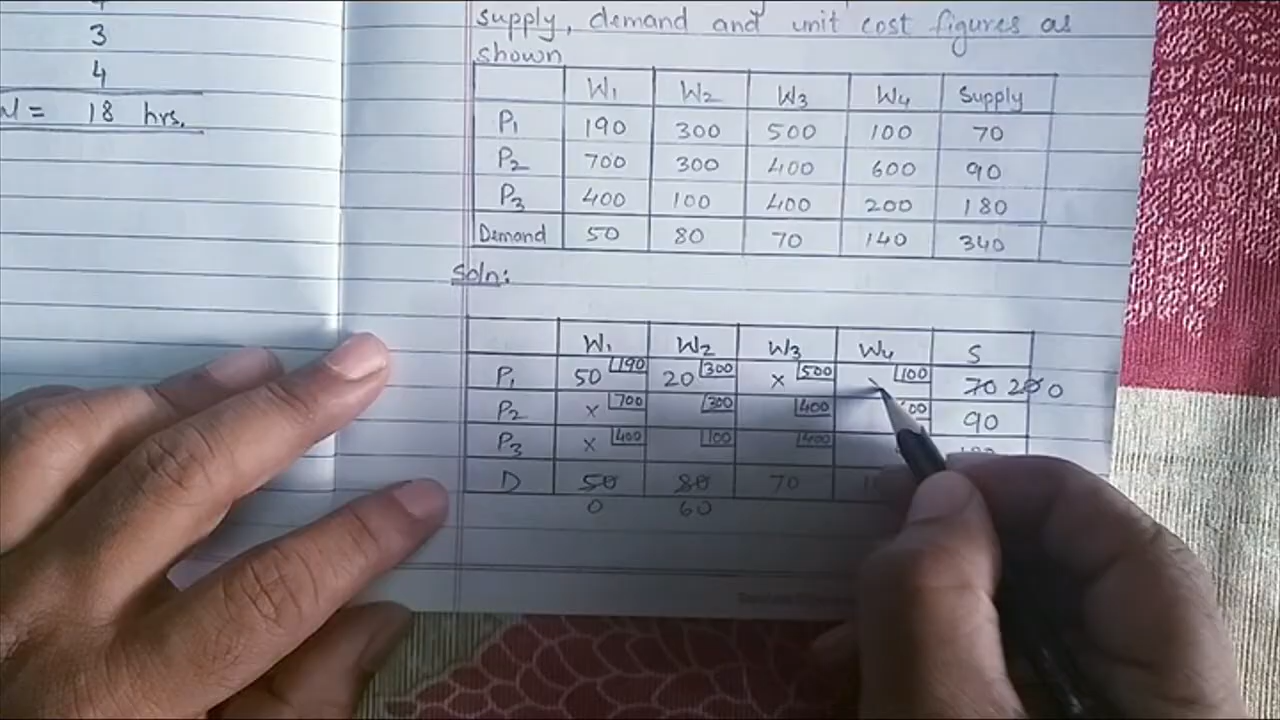 3
4
= 18 hrs.
supply, demand and unit cost figures as
shown
W1 W2 W3 W4 Supply
P1 190 300 500 100 70
P2 700 300 400 600 90
P3 400 100 400 200 180
Demand 50 80 70 140 340
Soln:
W1 W2 W3 W4 S
P1 50 190 20 300 x 500 100 70 20 0
P2 x 700 300 400 90
P3 x 400 100 400
D 50 80 70
0 60